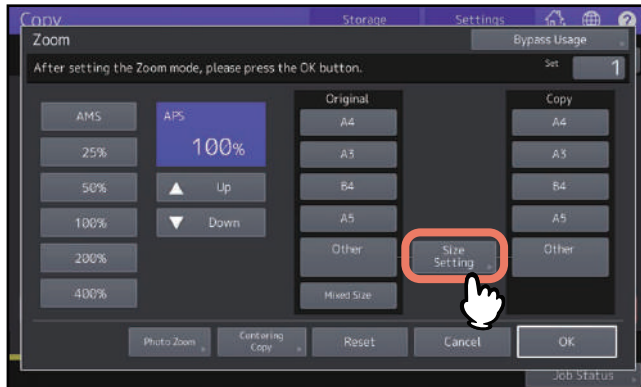 Copy Storage Settings
Zoom Bypass Usage
After setting the Zoom mode, please press the OK button. Set 1
Original Copy
AMS APS A4 A4
25% 100% A3 A3
50% Up B4 B4
100% Down A5 A5
200% Other Size Setting Other
400% Mixed Size
Photo Zoom Centering Copy Reset Cancel OK
Job Status